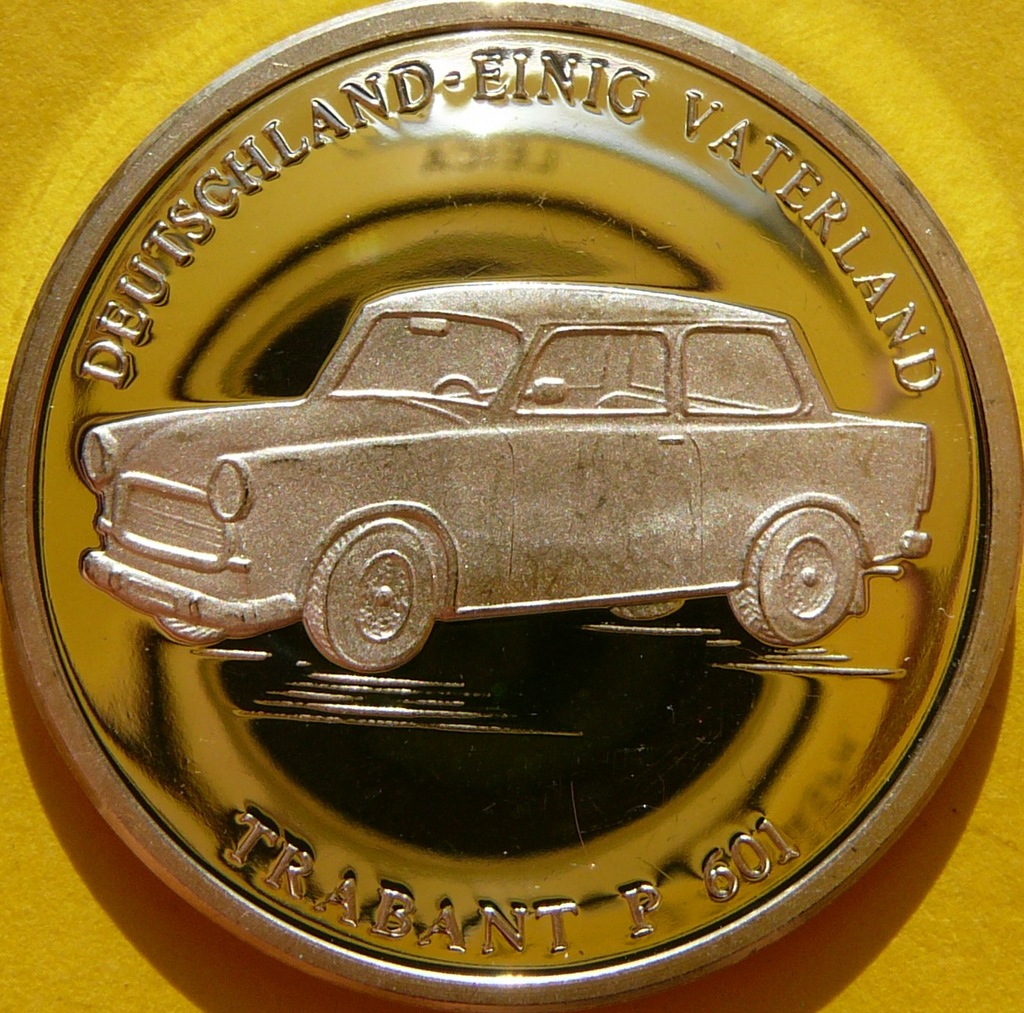 DEUTSCHLAND-EINIG VATERLAND
TRABANT P 601